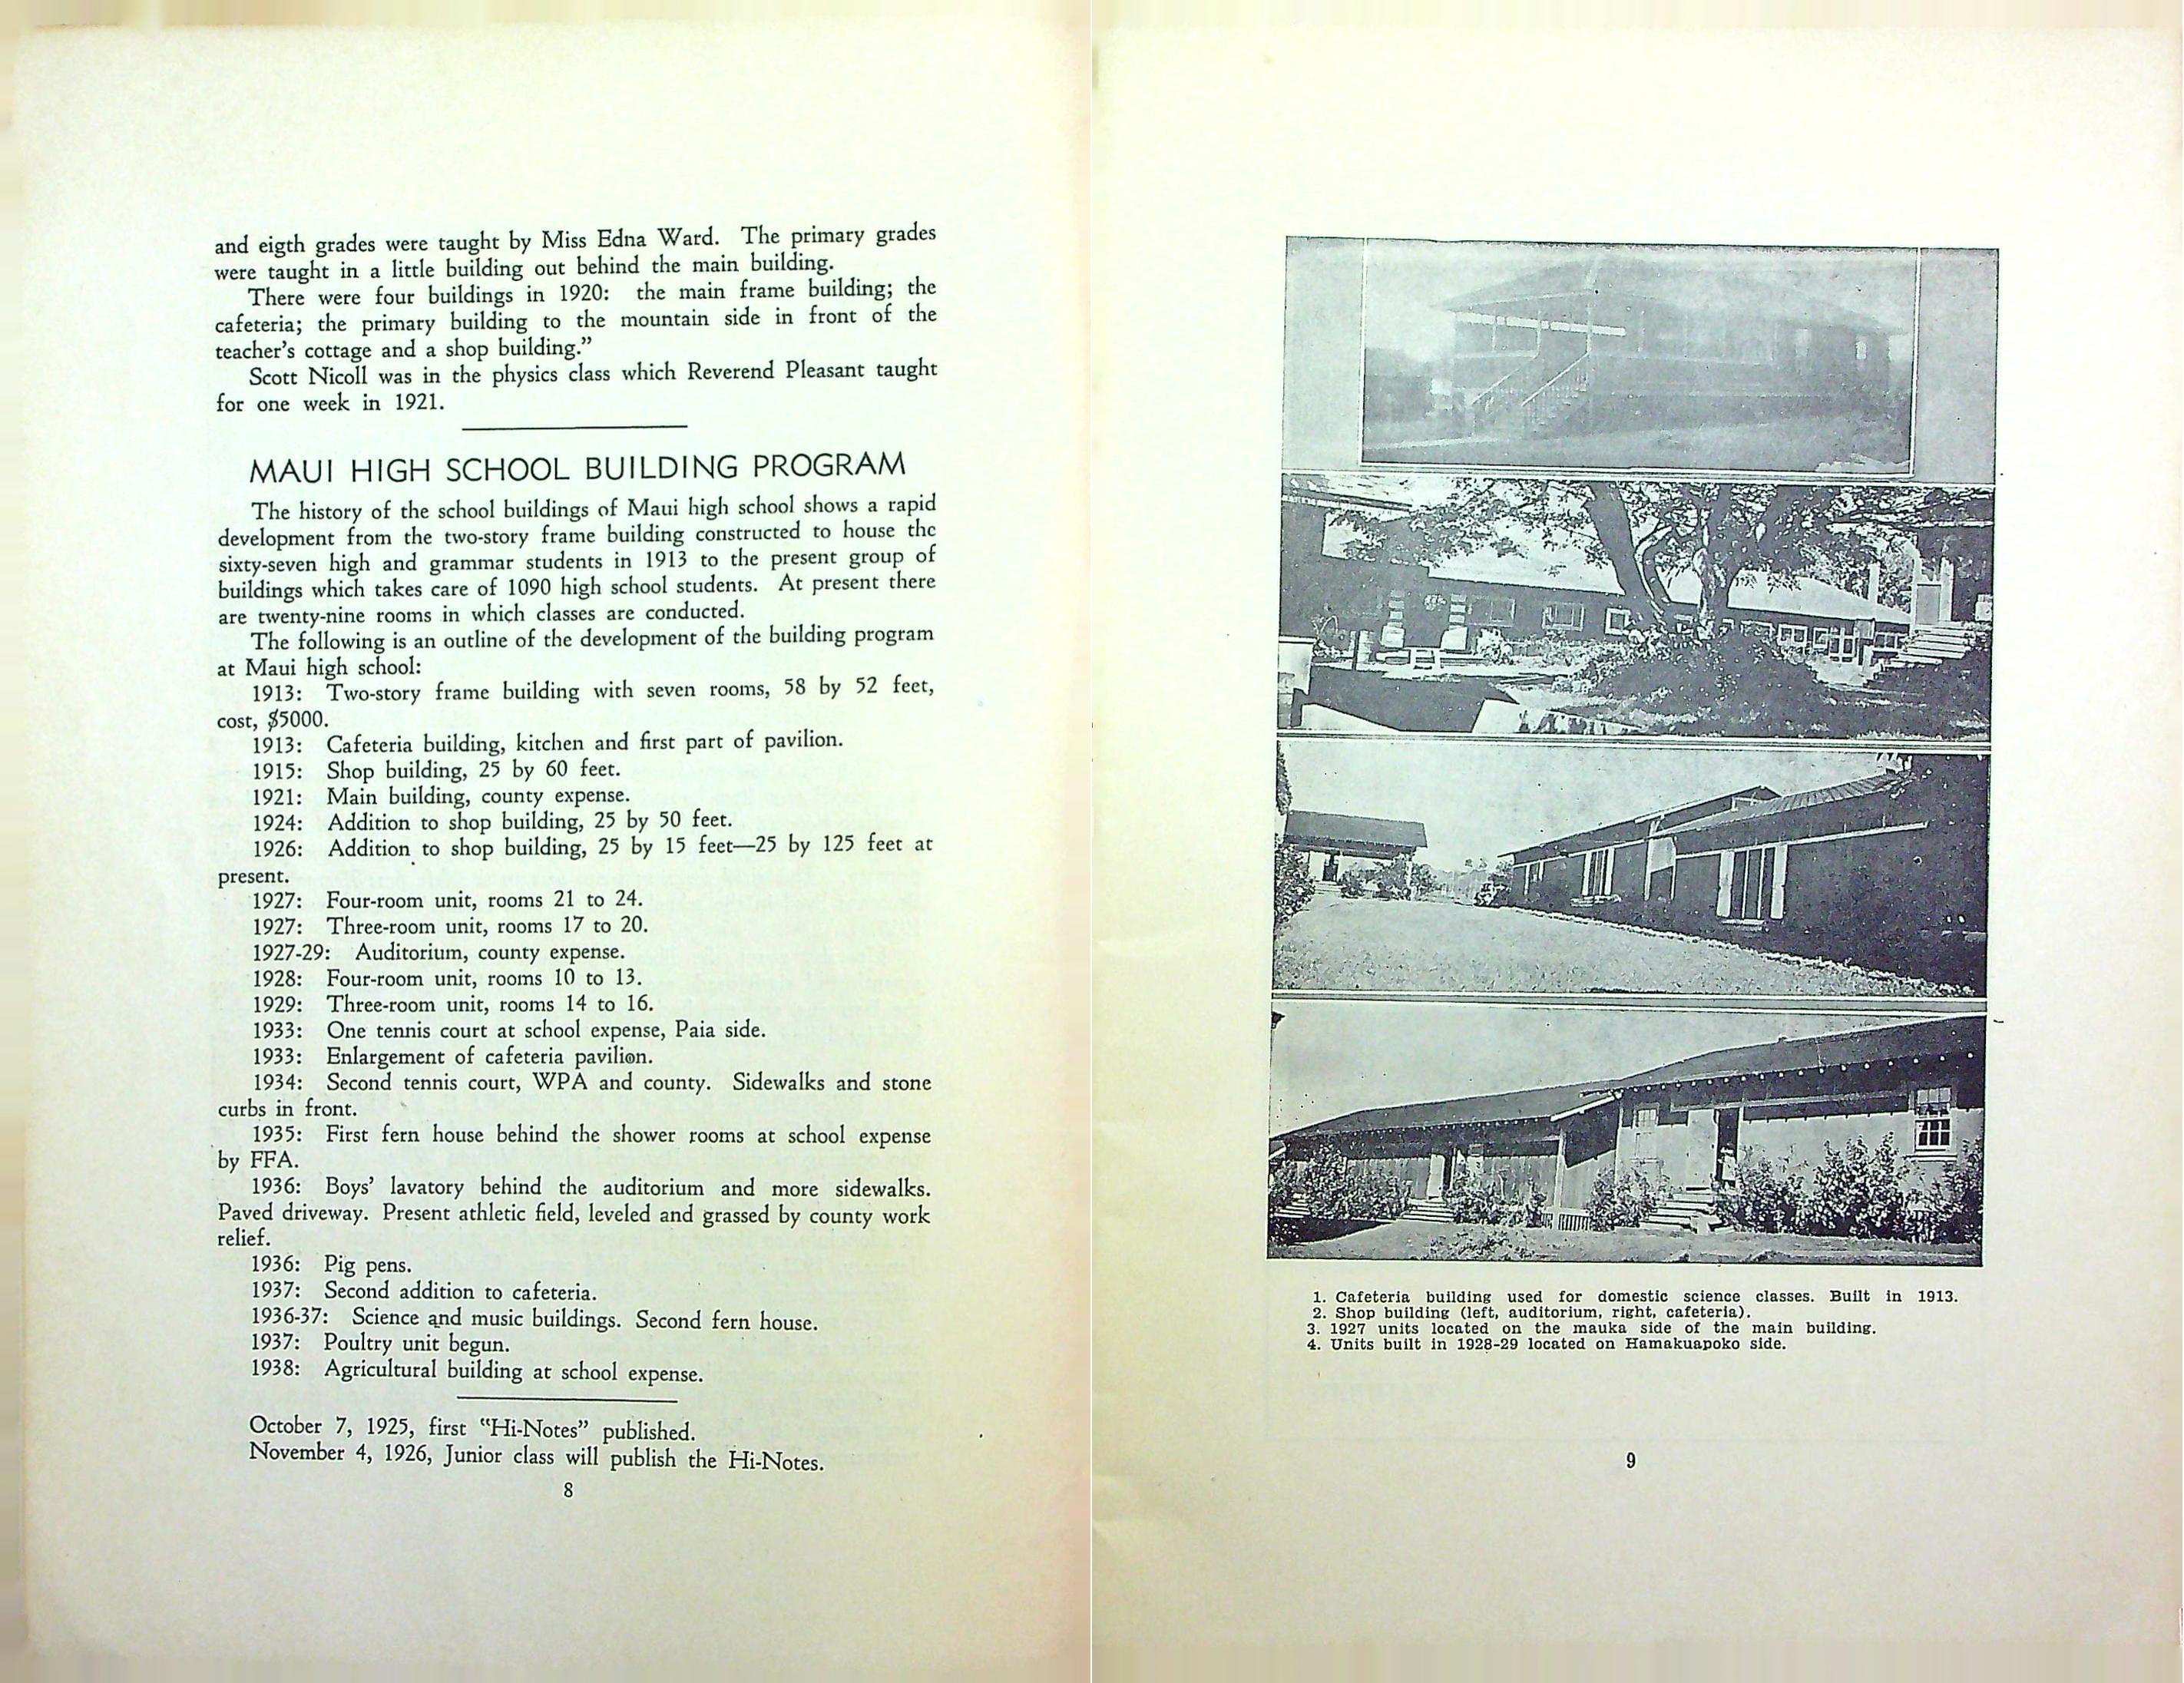 and eigth grades were taught by Miss Edna Ward. The primary grades
were taught in a little building out behind the main building.
There were four buildings in 1920: the main frame building; the
cafeteria; the primary building to the mountain side in front of the
teacher's cottage and a shop building.”
Scott Nicoll was in the physics class which Reverend Pleasant taught
for one week in 1921.
MAUI HIGH SCHOOL BUILDING PROGRAM
The history of the school buildings of Maui high school shows a rapid
development from the two-story frame building constructed to house the
sixty-seven high and grammar students in 1913 to the present group of
buildings which takes care of 1090 high school students. At present there
are twenty-nine rooms in which classes are conducted.
The following is an outline of the development of the building program
at Maui high school:
1913: Two-story frame building with seven rooms, 58 by 52 feet,
cost, $5000.
1913: Cafeteria building, kitchen and first part of pavilion.
1915: Shop building, 25 by 60 feet.
1921: Main building, county expense.
1924: Addition to shop building, 25 by 50 feet.
1926: Addition to shop building, 25 by 15 feet—25 by 125 feet at
present.
1927: Four-room unit, rooms 21 to 24.
1927: Three-room unit, rooms 17 to 20.
1927-29: Auditorium, county expense.
1928: Four-room unit, rooms 10 to 13.
1929: Three-room unit, rooms 14 to 16.
1933: One tennis court at school expense, Paia side.
1933: Enlargement of cafeteria pavilion.
1934: Second tennis court, WPA and county. Sidewalks and stone
curbs in front.
1935: First fern house behind the shower rooms at school expense
by FFA.
1936: Boys' lavatory behind the auditorium and more sidewalks.
Paved driveway. Present athletic field, leveled and grassed by county work
relief.
1936: Pig pens.
1937: Second addition to cafeteria.
1936-37: Science and music buildings. Second fern house.
1937: Poultry unit begun.
1938: Agricultural building at school expense.
October 7, 1925, first “Hi-Notes” published.
November 4, 1926, Junior class will publish the Hi-Notes.
8
1. Cafeteria building used for domestic science classes. Built in 1913.
2. Shop building (left, auditorium, right, cafeteria).
3. 1927 units located on the mauka side of the main building.
4. Units built in 1928-29 located on Hamakuapoko side.
9